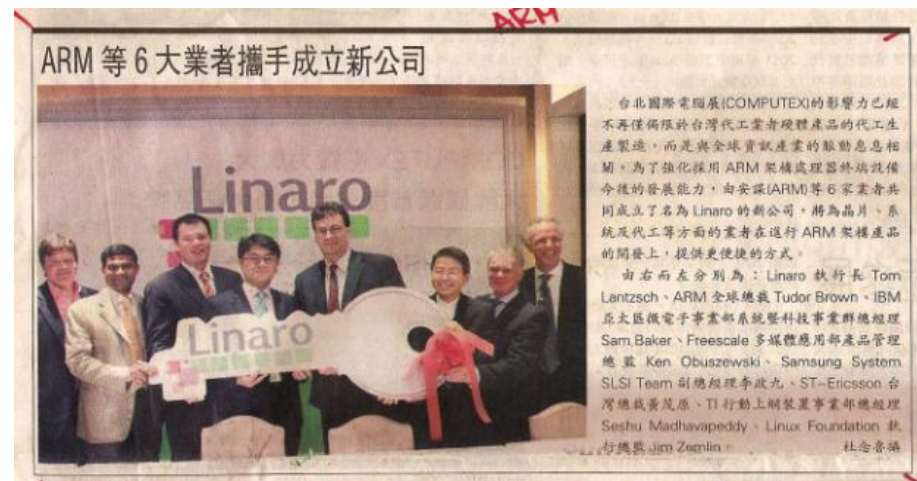 ARM
ARM 等 6 大業者攜手成立新公司
Linaro
Linaro
台北國際電腦展(COMPUTEX)的影響力已經
不再僅侷限於台灣代工業者硬體產品的代工生
產製造，而是與全球資訊產業的脈動息息相
關，為了強化採用 ARM 架構處理器終端設備
今後的發展能力，由安謀(ARM)等 6 家業者共
同成立了名為 Linaro 的新公司，將為晶片、系
統及代工等方面的業者在進行 ARM 架構產品
的開發上，提供更便捷的方式。
由右而左分別為：Linaro 執行長 Tom
Lantzsch、ARM 全球總裁 Tudor Brown、IBM
亞太區微電子事業部系統暨科技事業群總經理
Sam Baker、Freescale 多媒體應用部產品管理
總監 Ken Obuszewski、Samsung System
SLSI Team 副總經理李政九、ST-Ericsson 台
灣總裁黃茂原、TI 行動上網裝置事業部總經理
Seshu Madhavapeddy、Linux Foundation 執
行總監 Jim Zemlin。 杜念魯攝